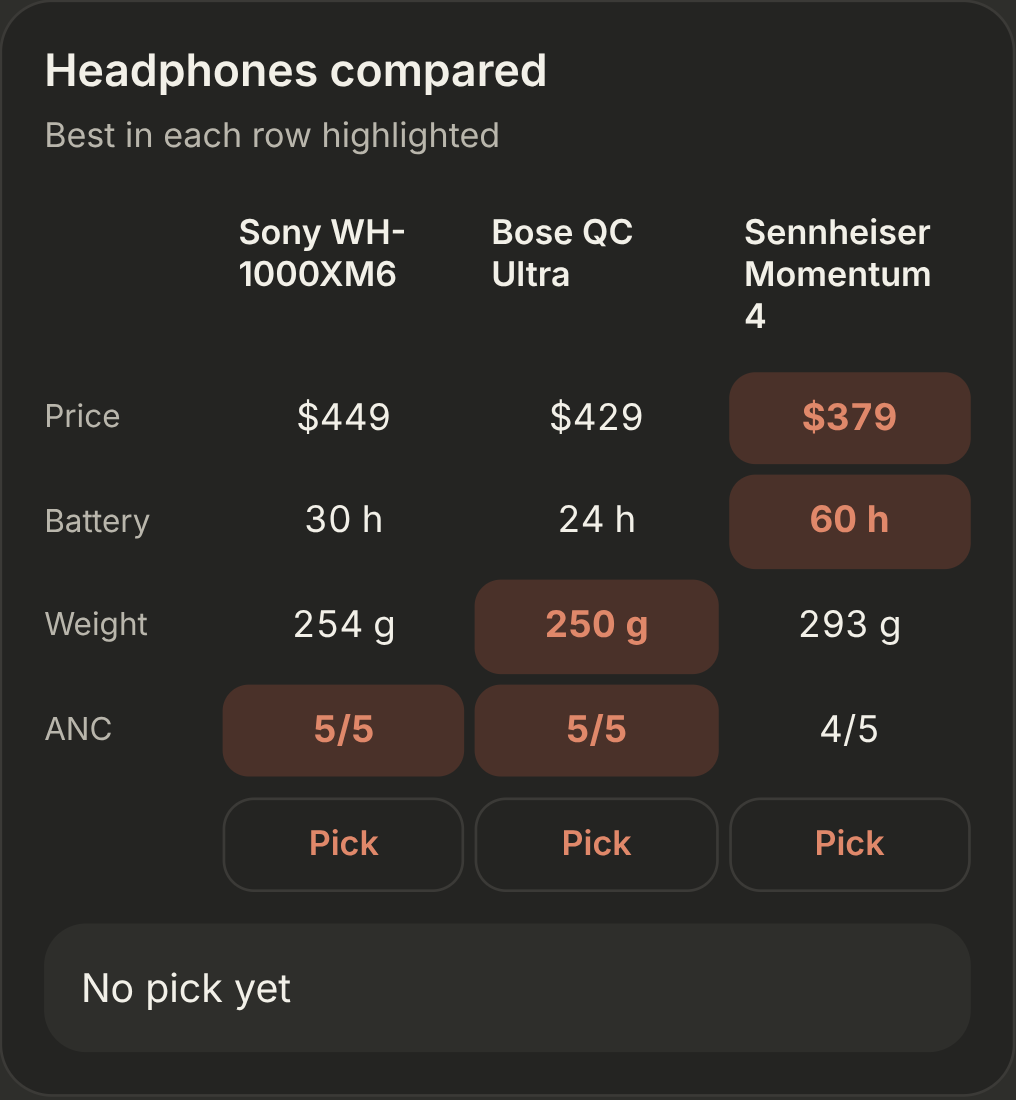 Headphones compared
Best in each row highlighted
Sony WH-
1000XM6
Bose QC
Ultra
Sennheiser
Momentum
4
Price $449 $429 $379
Battery 30 h 24 h 60 h
Weight 254 g 250 g 293 g
ANC 5/5 5/5 4/5
Pick Pick Pick
No pick yet